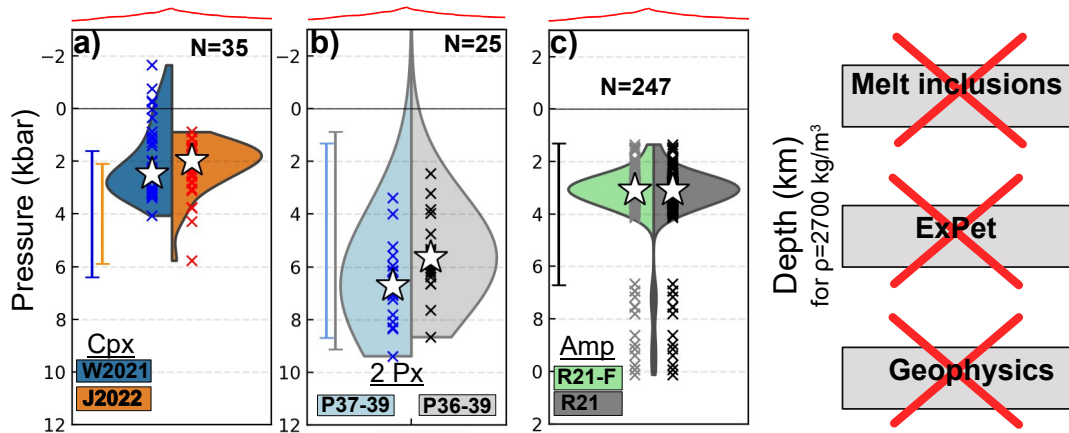 a)
N=35
Pressure (kbar)
−2
0
2
4
6
8
10
12
Cpx
W2021
J2022
b)
N=25
2
0
2
4
6
8
10
12
2 Px
P37-39
P36-39
c)
N=247
2
0
2
4
6
8
0
2
Amp
R21-F
R21
Depth (km)
for ρ=2700 kg/m³
Melt inclusions
ExPet
Geophysics